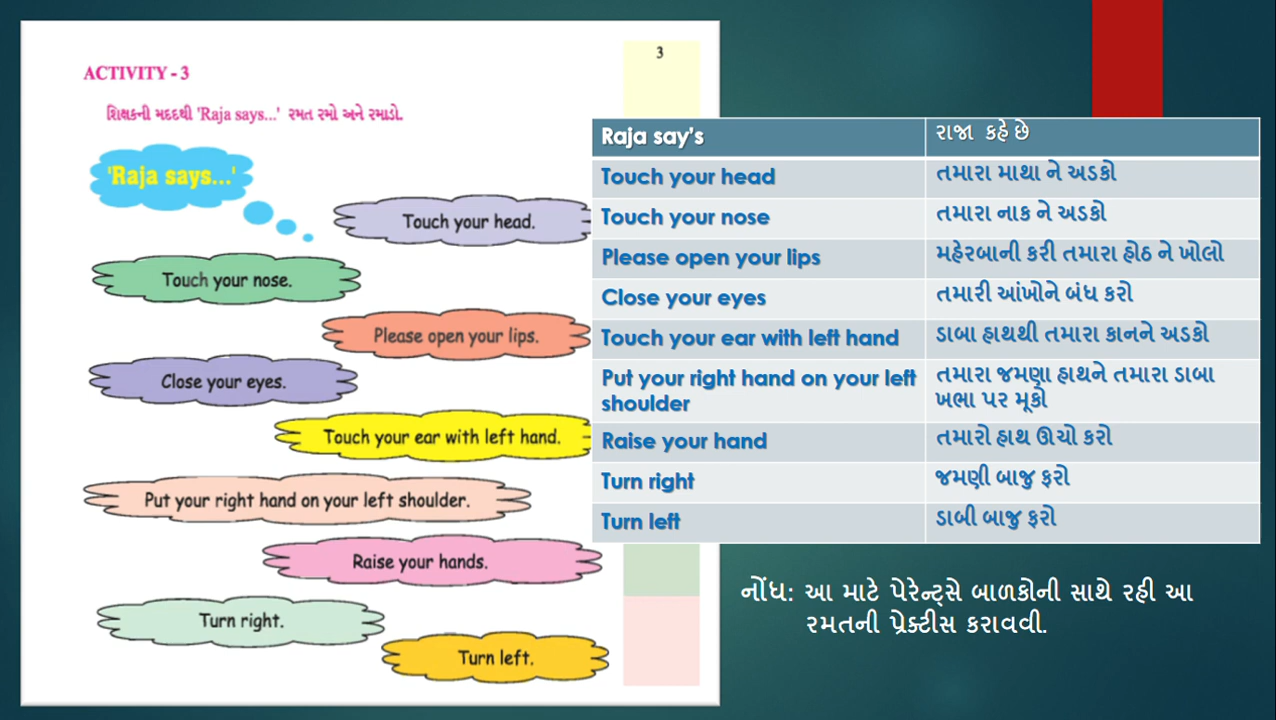 ACTIVITY - 3
3
શિક્ષકની મદદથી 'Raja says...' રમત રમો અને રમાડો.
'Raja says...'
Touch your head.
Touch your nose.
Please open your lips.
Close your eyes.
Touch your ear with left hand.
Put your right hand on your left shoulder.
Raise your hands.
Turn right.
Turn left.
Raja say's રાજા કહે છે
Touch your head તમારા માથા ને અડકો
Touch your nose તમારા નાક ને અડકો
Please open your lips મહેરબાની કરી તમારા હોઠ ને ખોલો
Close your eyes તમારી આંખોને બંધ કરો
Touch your ear with left hand ડાબા હાથથી તમારા કાનને અડકો
Put your right hand on your left તમારા જમણા હાથને તમારા ડાબા
shoulder ખભા પર મૂકો
Raise your hand તમારો હાથ ઊચો કરો
Turn right જમણી બાજુ ફરો
Turn left ડાબી બાજુ ફરો
નોંધ: આ માટે પેરેન્ટ્સે બાળકોની સાથે રહી આ
રમતની પ્રેક્ટીસ કરાવવી.